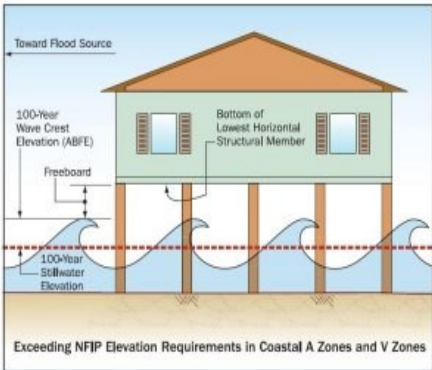 Toward Flood Source
100-Year
Wave Crest
Elevation (ABFE)
Freeboard
Bottom of
Lowest Horizontal
Structural Member
100-Year
Stillwater
Elevation
Exceeding NFIP Elevation Requirements in Coastal A Zones and V Zones